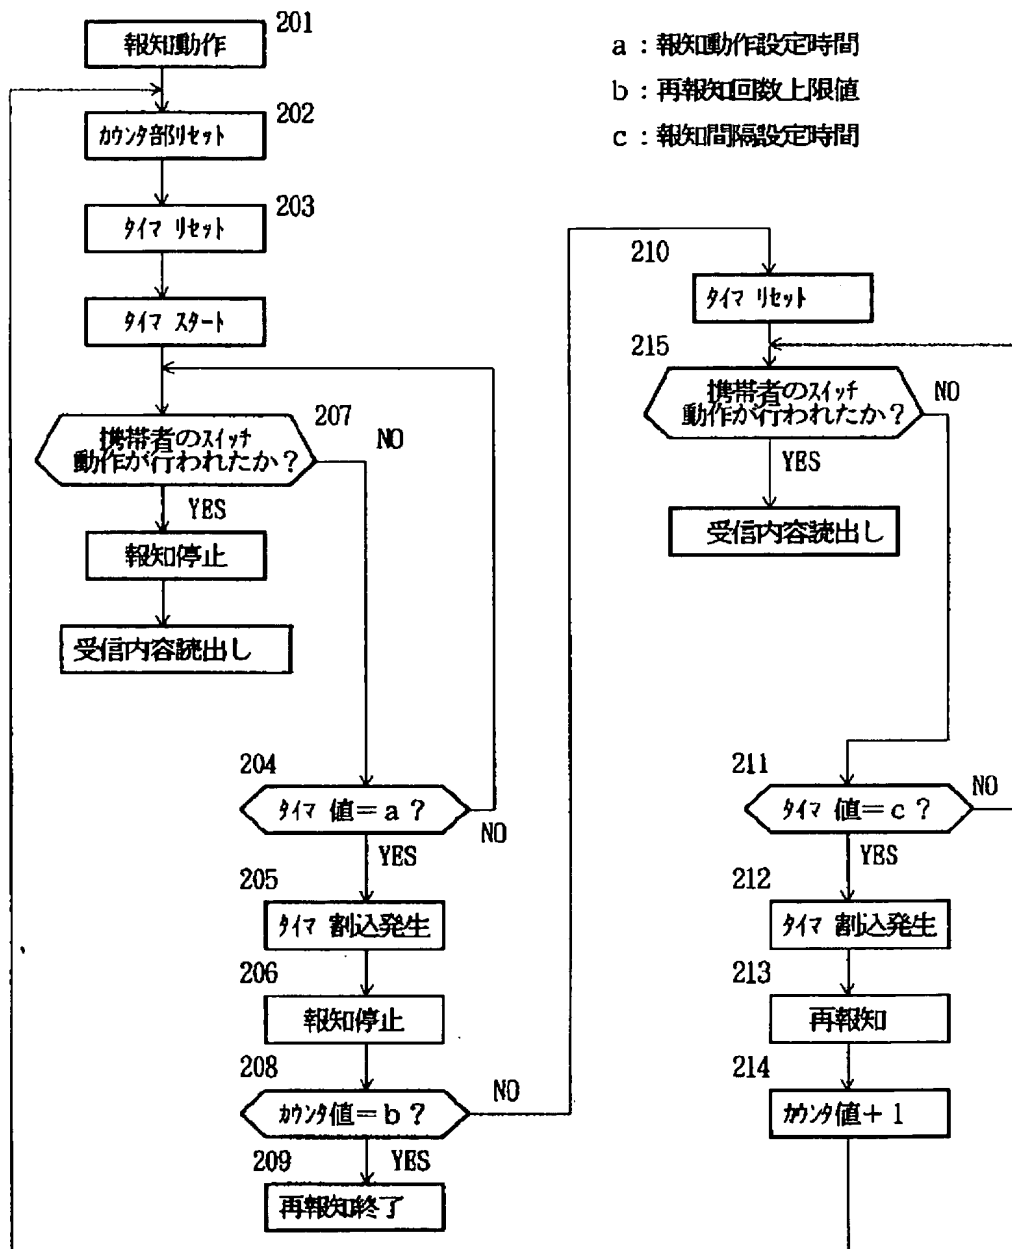 201
報知動作
a：報知動作設定時間
b：再報知回数上限値
c：報知間隔設定時間
202
ｶｳﾝﾀ部ﾘｾｯﾄ
203
ﾀｲﾏ ﾘｾｯﾄ
ﾀｲﾏ ｽﾀｰﾄ
207
携帯者のｽｲｯﾁ
動作が行われたか？
NO
YES
報知停止
受信内容読出し
204
ﾀｲﾏ 値＝a？
NO
YES
205
ﾀｲﾏ 割込発生
206
報知停止
208
ｶｳﾝﾀ値＝b？
NO
YES
209
再報知終了
210
ﾀｲﾏ ﾘｾｯﾄ
215
携帯者のｽｲｯﾁ
動作が行われたか？
NO
YES
受信内容読出し
211
ﾀｲﾏ 値＝c？
NO
YES
212
ﾀｲﾏ 割込発生
213
再報知
214
ｶｳﾝﾀ値＋1